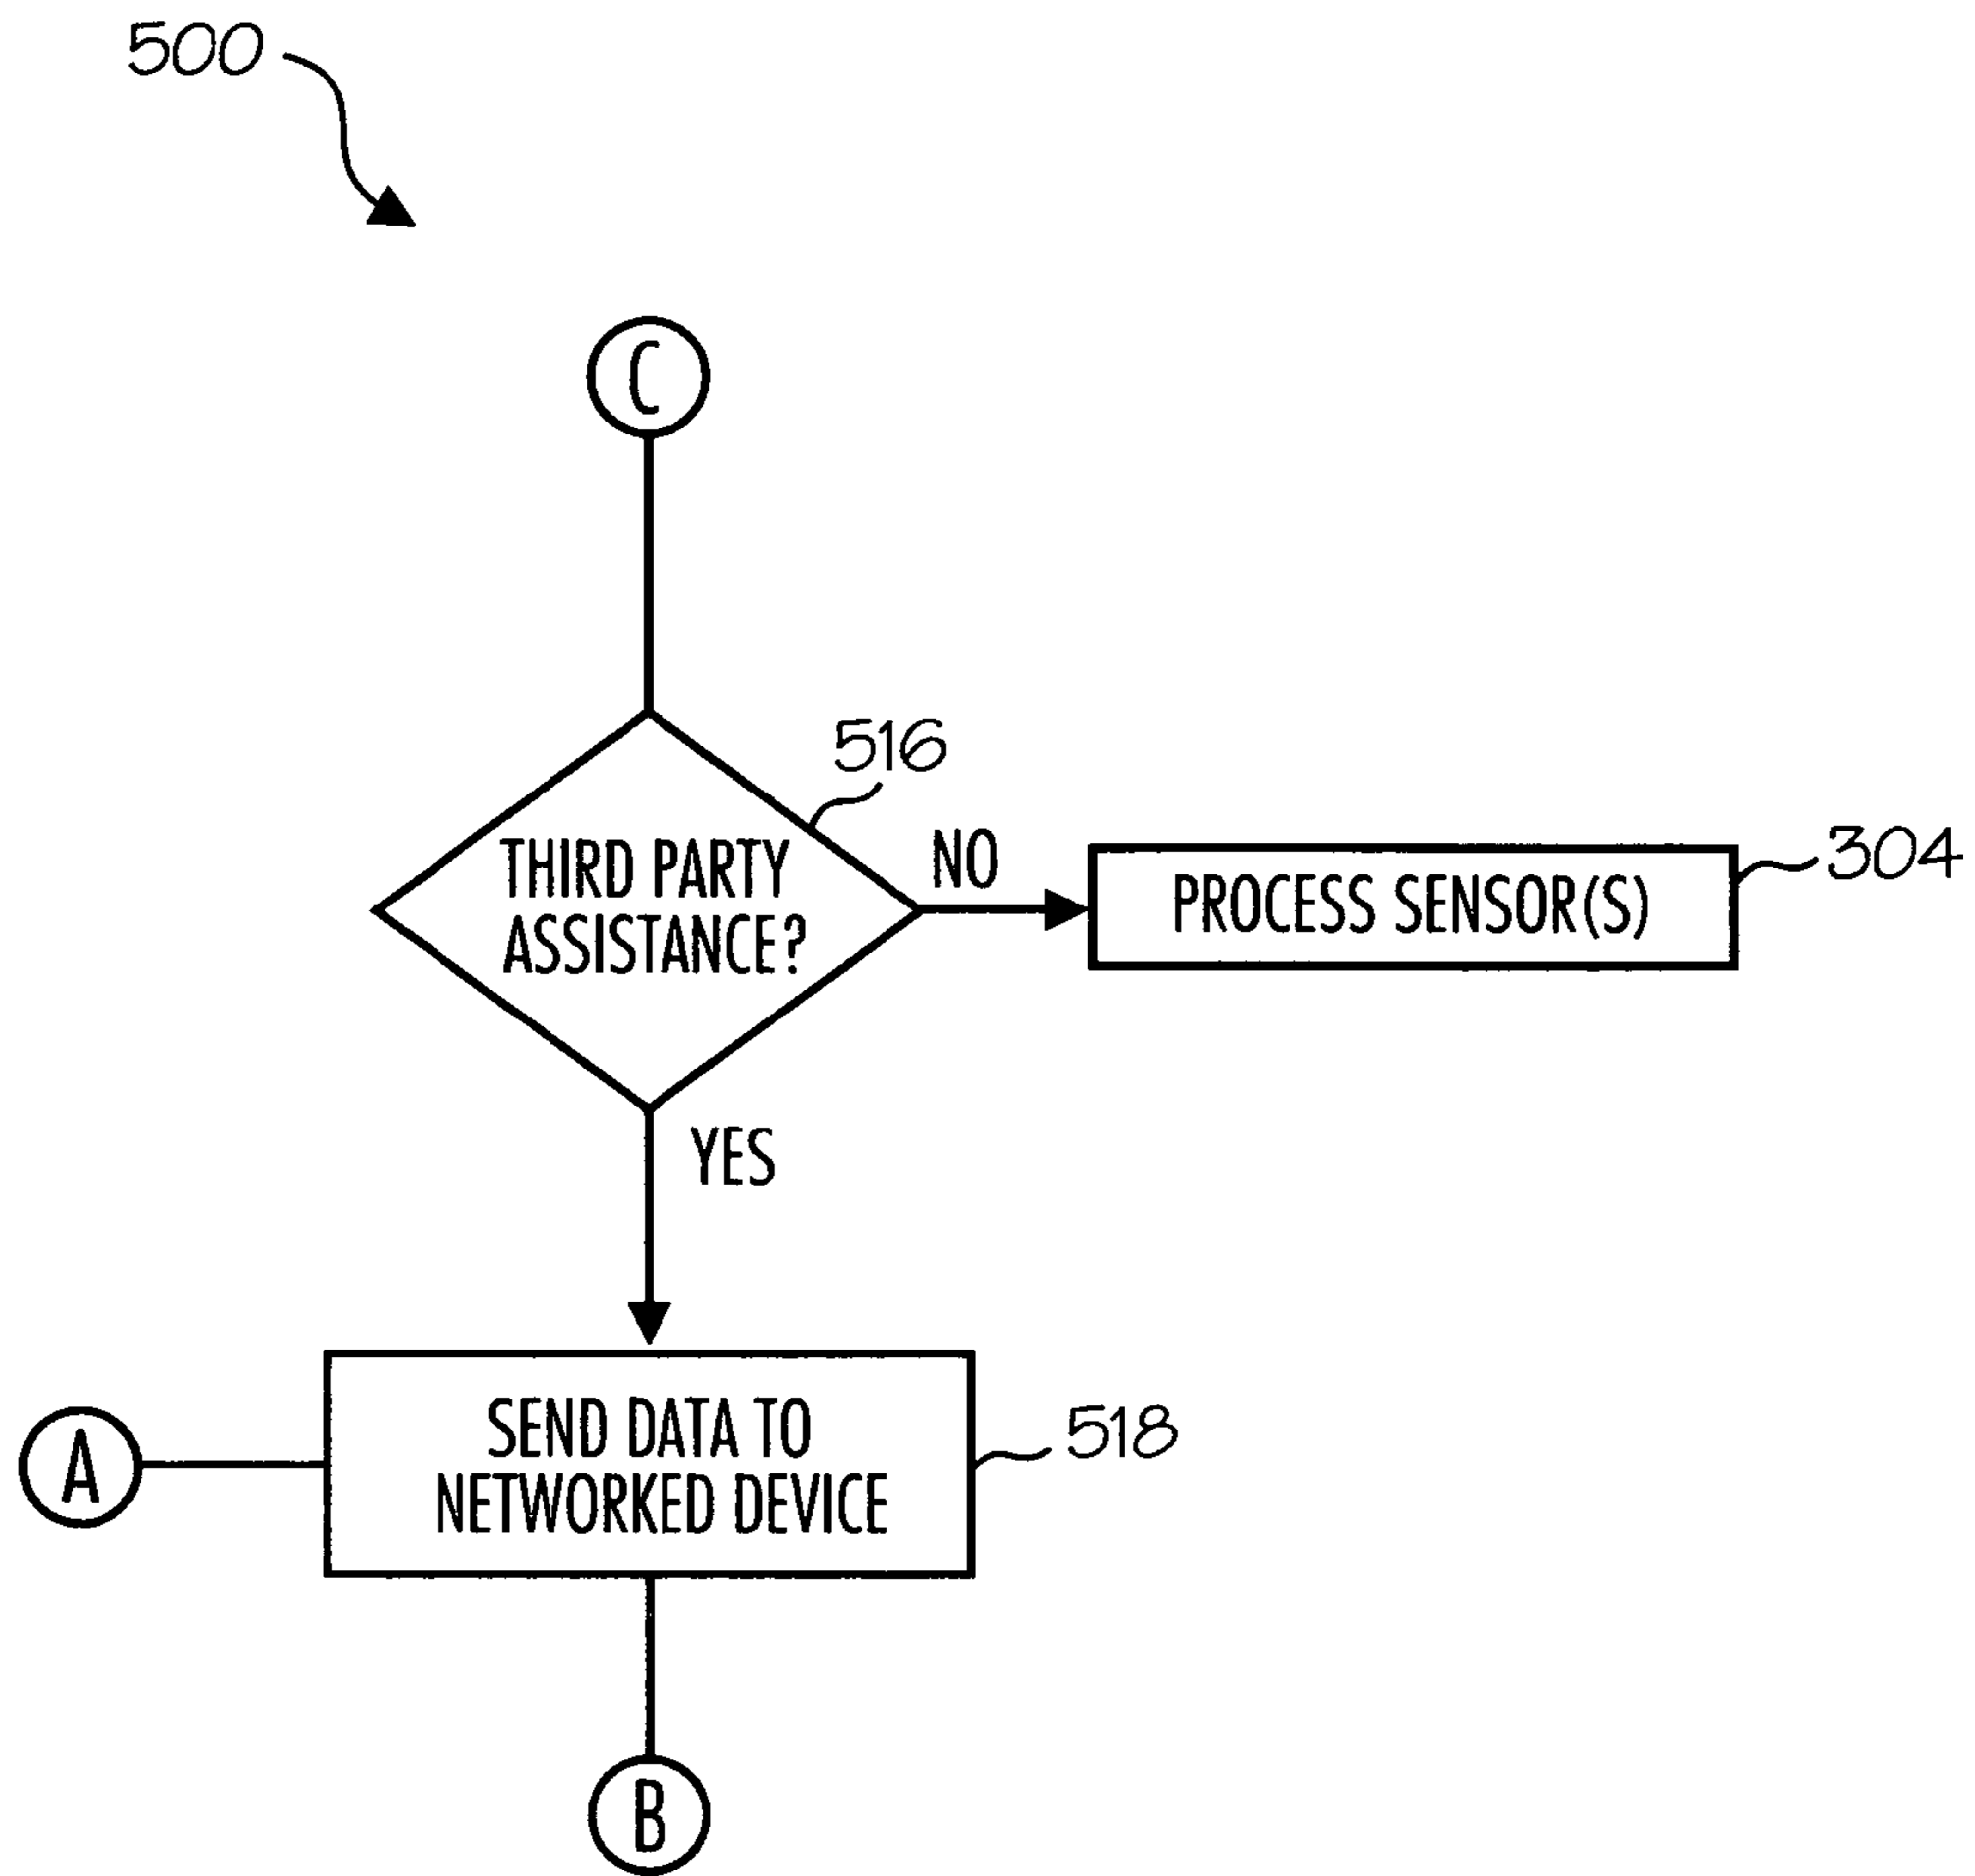 500
C
516
THIRD PARTY
ASSISTANCE?
NO
PROCESS SENSOR(S)
304
YES
A
SEND DATA TO
NETWORKED DEVICE
518
B